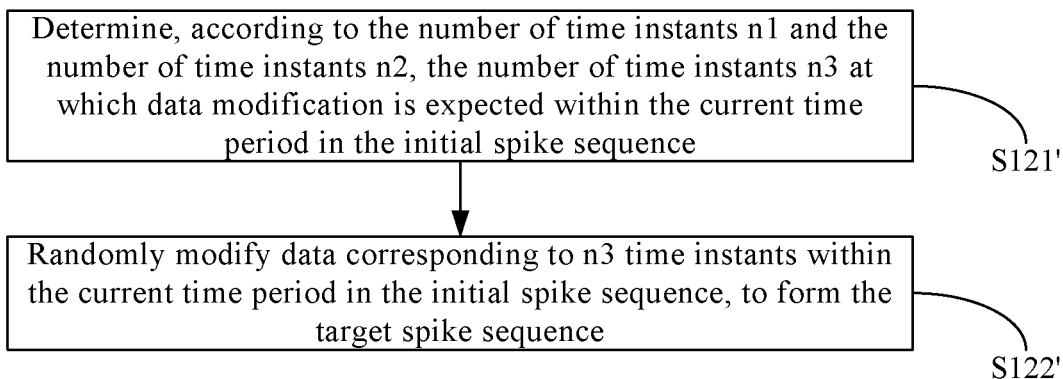 Determine, according to the number of time instants n1 and the
number of time instants n2, the number of time instants n3 at
which data modification is expected within the current time
period in the initial spike sequence
S121'
Randomly modify data corresponding to n3 time instants within
the current time period in the initial spike sequence, to form the
target spike sequence
S122'